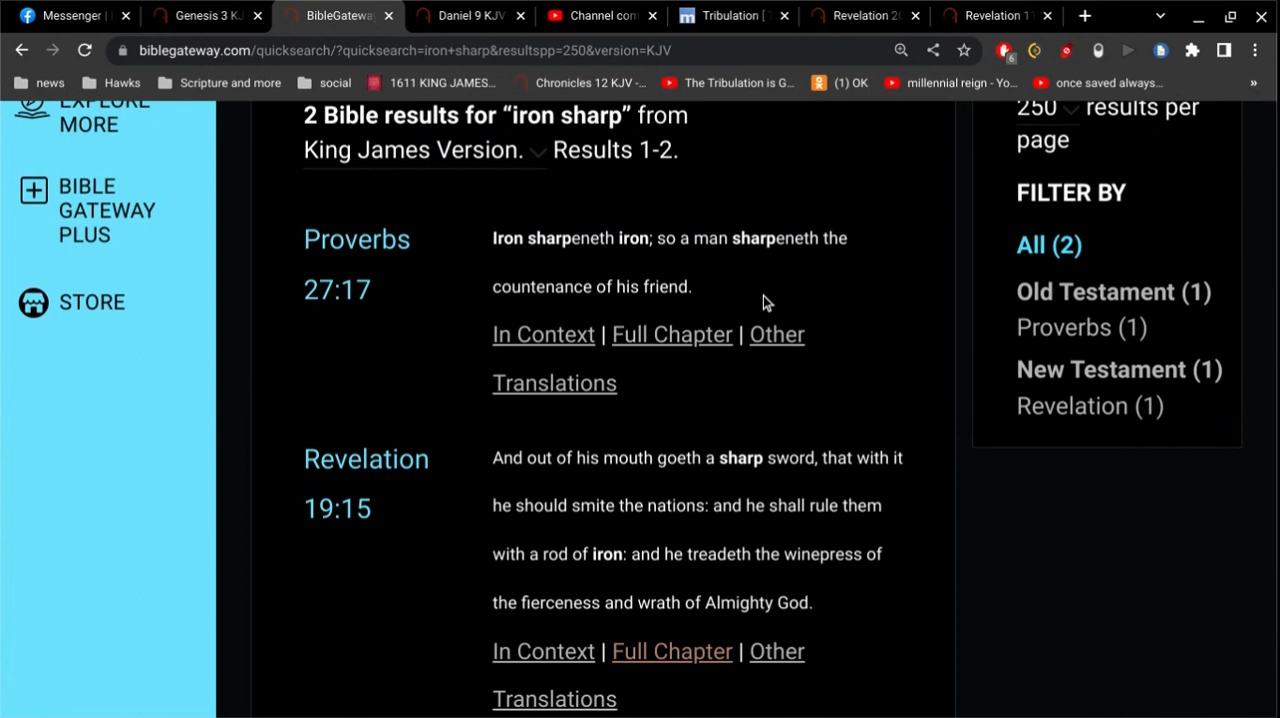 Messenger |
Genesis 3 KJ
BibleGateway
Daniel 9 KJV
Channel con
Tribulation [
Revelation 20
Revelation 1
biblegateway.com/quicksearch/?quicksearch=iron+sharp&resultspp=250&version=KJV
6
news
Hawks
Scripture and more
social
1611 KING JAMES...
Chronicles 12 KJV -...
The Tribulation is G...
(1) OK
millennial reign - Yo...
once saved always...
»
EXPLORE
MORE
BIBLE
GATEWAY
PLUS
STORE
2 Bible results for “iron sharp” from
King James Version. Results 1-2.
Proverbs
27:17
Iron sharpeneth iron; so a man sharpeneth the
countenance of his friend.
In Context | Full Chapter | Other
Translations
Revelation
19:15
And out of his mouth goeth a sharp sword, that with it
he should smite the nations: and he shall rule them
with a rod of iron: and he treadeth the winepress of
the fierceness and wrath of Almighty God.
In Context | Full Chapter | Other
Translations
250 results per
page
FILTER BY
All (2)
Old Testament (1)
Proverbs (1)
New Testament (1)
Revelation (1)